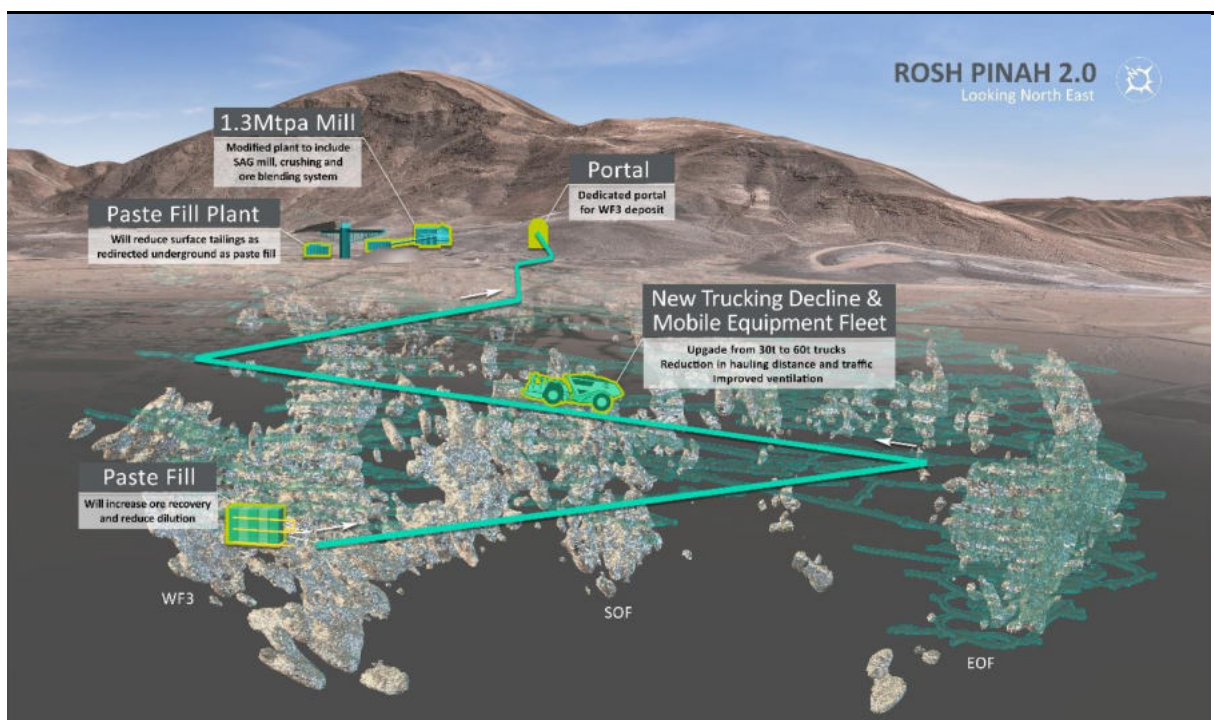 ROSH PINAH 2.0
Looking North East
1.3Mtpa Mill
Modified plant to include
SAG mill, crushing and
ore blending system
Portal
Dedicated portal
for WF3 deposit
Paste Fill Plant
Will reduce surface tailings as
redirected underground as paste fill
New Trucking Decline &
Mobile Equipment Fleet
Upgade from 30t to 60t trucks
Reduction in hauling distance and traffic
Improved ventilation
Paste Fill
Will increase ore recovery
and reduce dilution
WF3
SOF
EOF